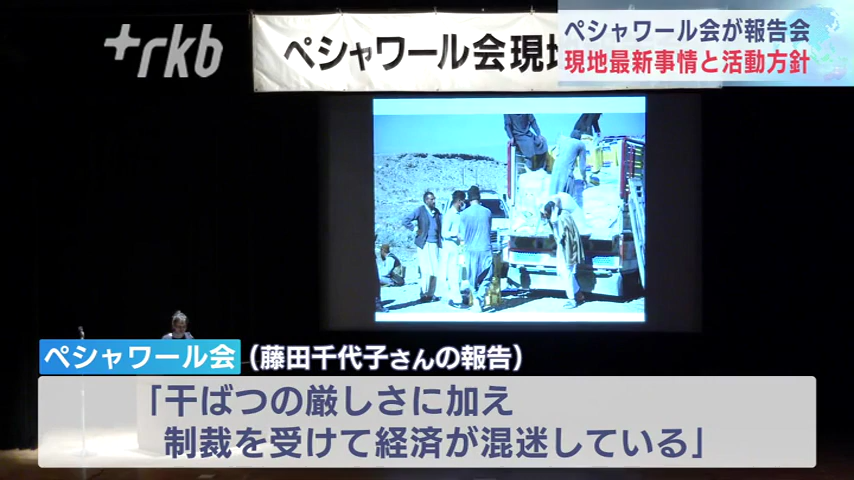 rkb
ペシャワール会現地
ペシャワール会が報告会
現地最新事情と活動方針
ペシャワール会(藤田千代子さんの報告)
「干ばつの厳しさに加え
制裁を受けて経済が混迷している」